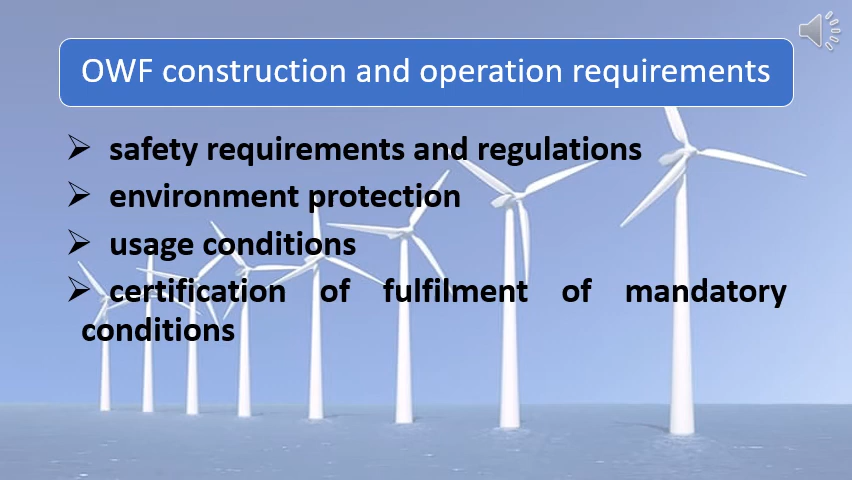 OWF construction and operation requirements
➢ safety requirements and regulations
➢ environment protection
➢ usage conditions
➢ certification of fulfilment of mandatory
conditions